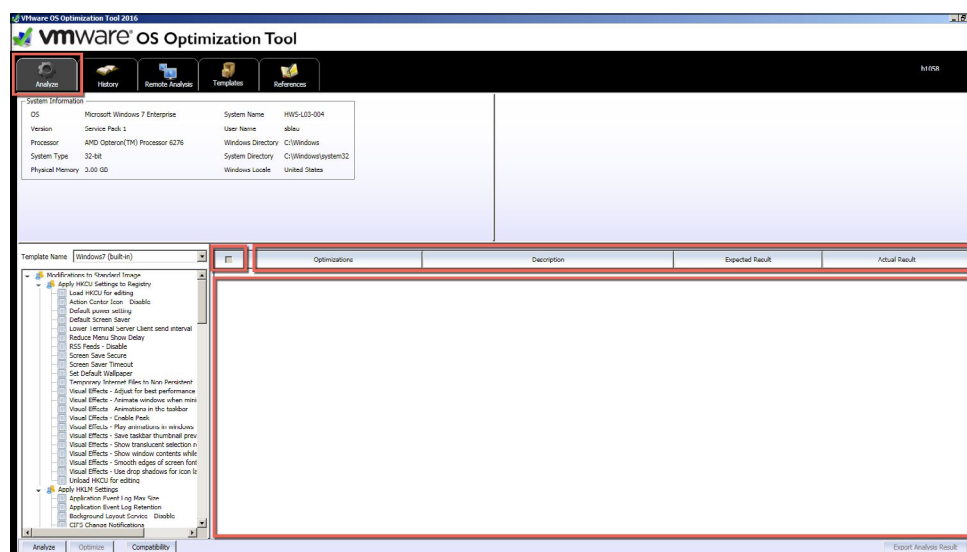 VMware OS Optimization Tool 2016
vmware OS Optimization Tool
Analyze
History
Remote Analysis
Templates
References
b1058
System Information
OS Microsoft Windows 7 Enterprise System Name HWS-L03-004
Version Service Pack 1 User Name sblau
Processor AMD Opteron(TM) Processor 6276 Windows Directory C:\Windows
System Type 32-bit System Directory C:\Windows\system32
Physical Memory 3.00 GB Windows Locale United States
Template Name Windows7 (built-in)
Optimizations Description Expected Result Actual Result
Modifications to Standard Image
Apply HKCU Settings to Registry
Load HKCU for editing
Action Center Icon - Disable
Default power setting
Default Screen Saver
Lower Terminal Server Client send interval
Reduce Menu Show Delay
RSS Feeds - Disable
Screen Save Secure
Screen Saver Timeout
Set Default Wallpaper
Temporary Internet Files to Non Persistent
Visual Effects - Adjust for best performance
Visual Effects - Animate windows when mini
Visual Effects - Animations in the taskbar
Visual Effects - Enable Peek
Visual Effects - Play animations in windows
Visual Effects - Save taskbar thumbnail prev
Visual Effects - Show translucent selection r
Visual Effects - Show window contents while
Visual Effects - Smooth edges of screen font
Visual Effects - Use drop shadows for icon la
Unload HKCU for editing
Apply HKLM Settings
Application Event Log Max Size
Application Event Log Retention
Background Layout Service - Disable
CIFS Change Notifications
Analyze
Optimize
Compatibility
Export Analysis Result